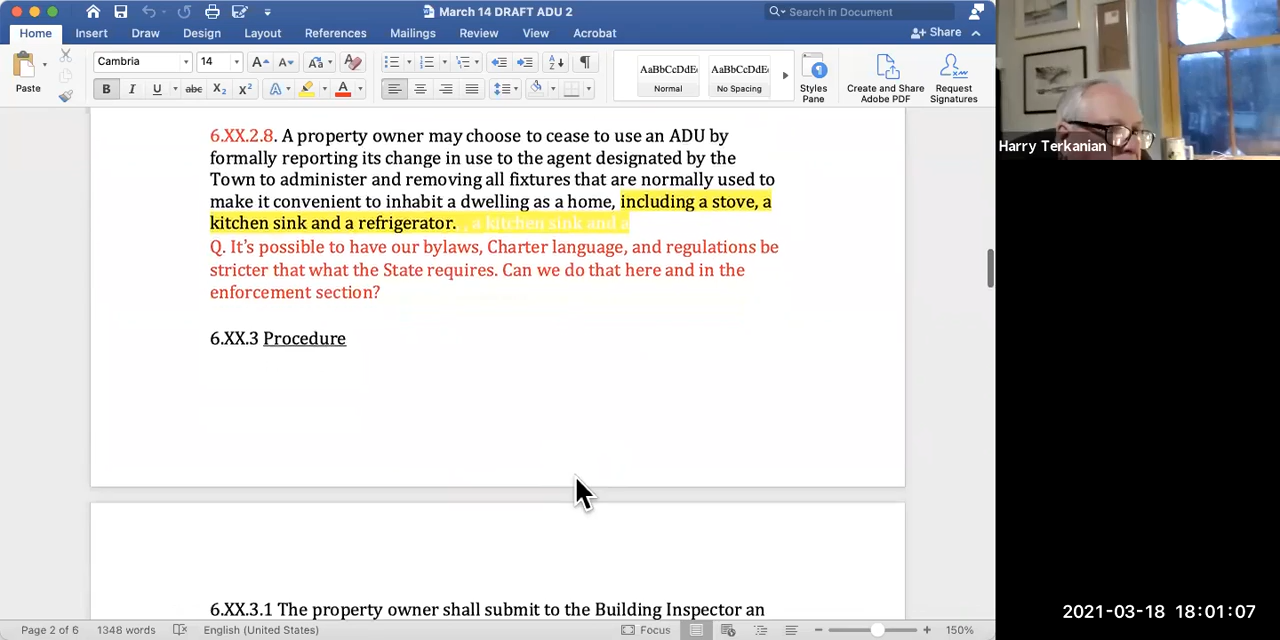 March 14 DRAFT ADU 2
Search in Document
Home Insert Draw Design Layout References Mailings Review View Acrobat
Share
Paste
Cambria 14
AaBbCcDdEe AaBbCcDdEe
Normal No Spacing
Styles Pane
Create and Share Adobe PDF
Request Signatures
6.XX.2.8. A property owner may choose to cease to use an ADU by
formally reporting its change in use to the agent designated by the
Town to administer and removing all fixtures that are normally used to
make it convenient to inhabit a dwelling as a home, including a stove, a
kitchen sink and a refrigerator. , a kitchen sink and a
Q. It's possible to have our bylaws, Charter language, and regulations be
stricter that what the State requires. Can we do that here and in the
enforcement section?
6.XX.3 Procedure
6.XX.3.1 The property owner shall submit to the Building Inspector an
Page 2 of 6 1348 words English (United States) Focus 150%
Harry Terkanian
2021-03-18 18:01:07